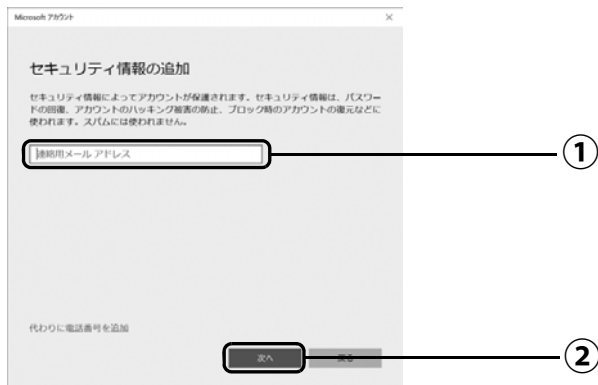 Microsoft アカウント
セキュリティ情報の追加
セキュリティ情報によってアカウントが保護されます。セキュリティ情報は、パスワー
ドの回復、アカウントのハッキング被害の防止、ブロック時のアカウントの復元などに
使われます。スパムには使われません。
連絡用メール アドレス
①
代わりに電話番号を追加
次へ
戻る
②